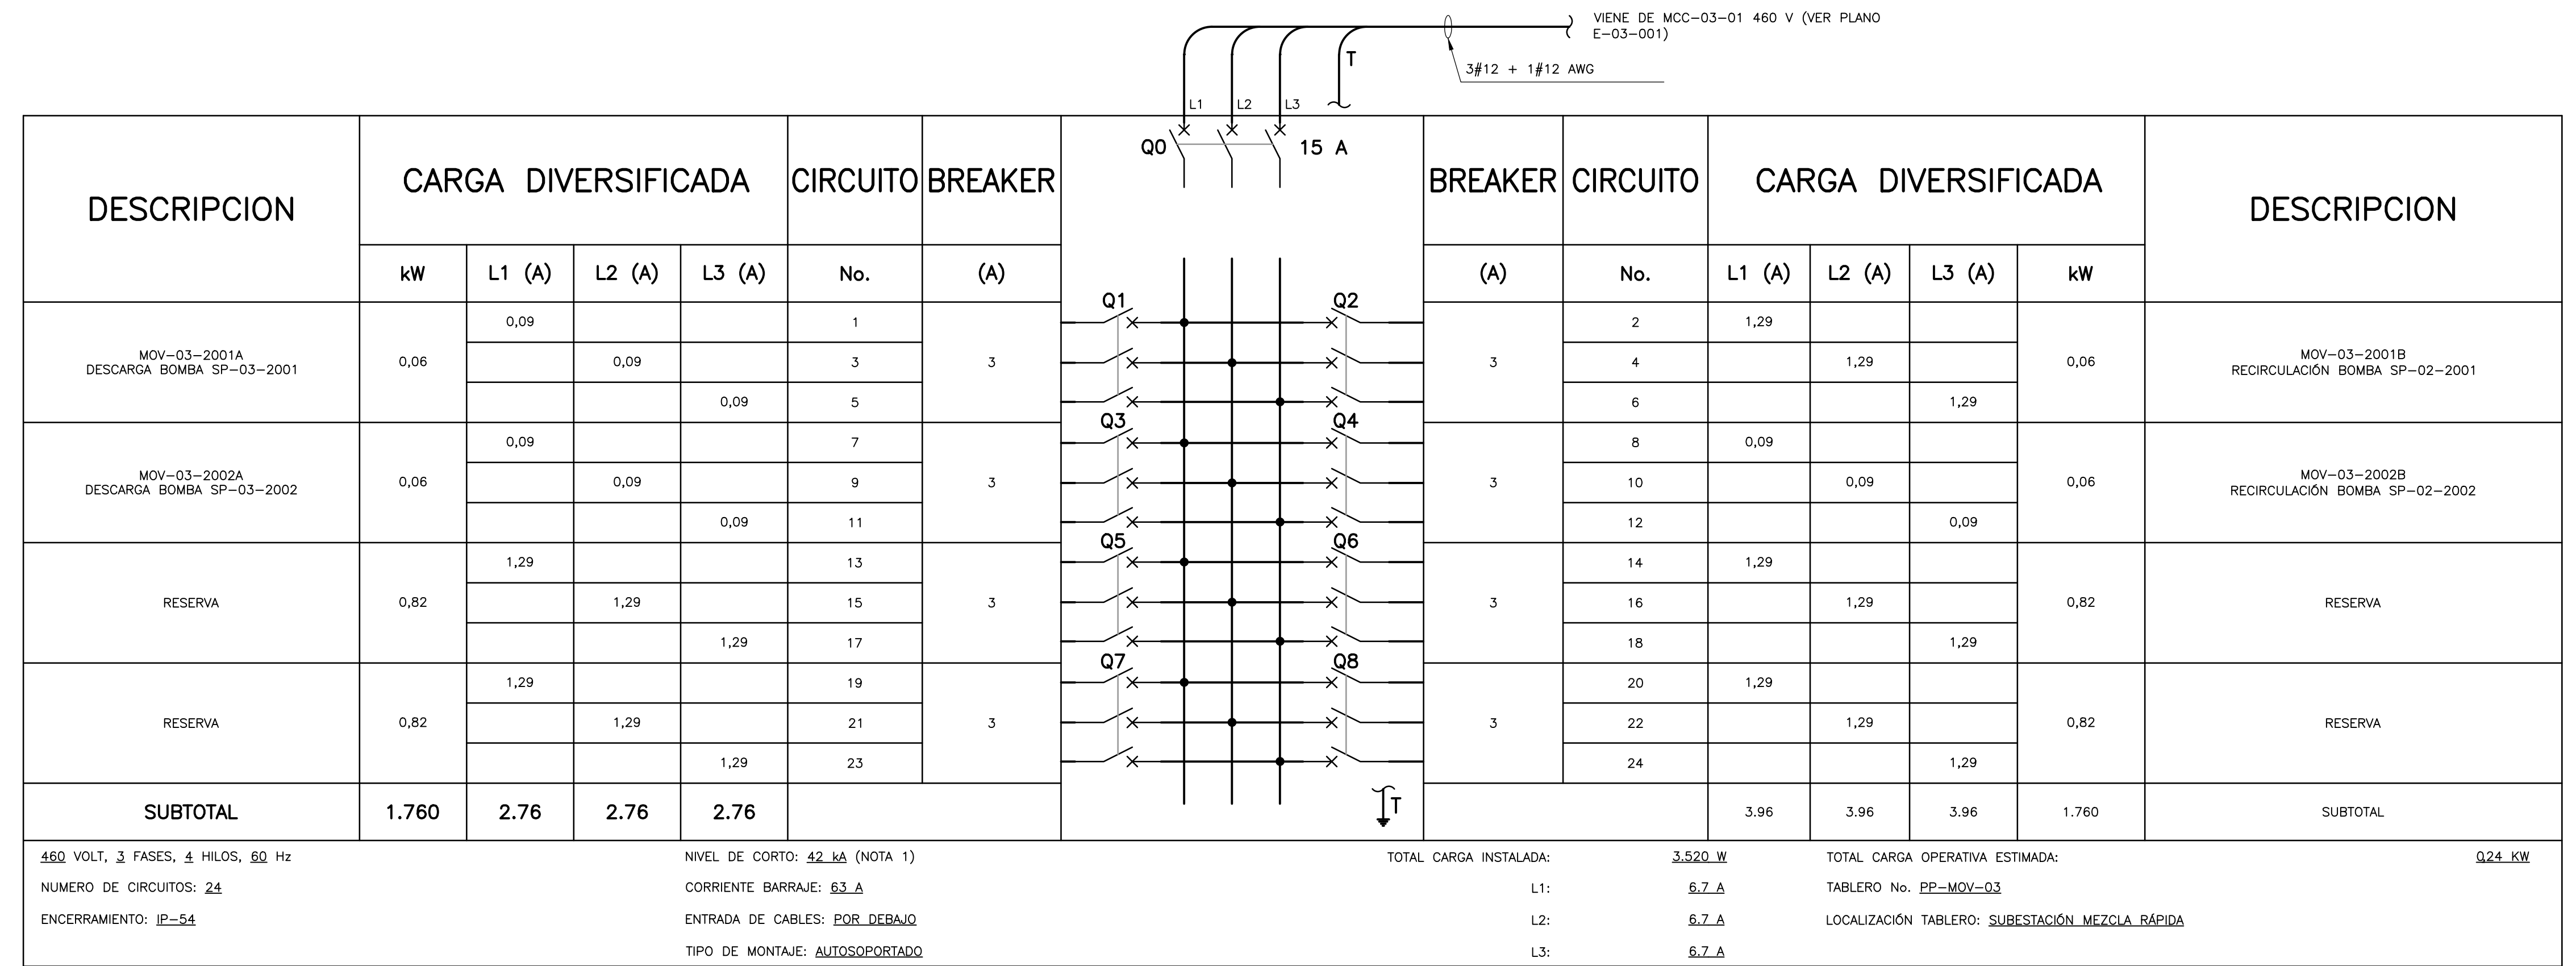 VIENE DE MCC-03-01 460 V (VER PLANO
E-03-001)
T
3#12 + 1#12 AWG
L1 L2 L3
Q0 15 A
DESCRIPCION CARGA DIVERSIFICADA CIRCUITO BREAKER BREAKER CIRCUITO CARGA DIVERSIFICADA DESCRIPCION
kW L1 (A) L2 (A) L3 (A) No. (A) (A) No. L1 (A) L2 (A) L3 (A) kW
Q1 Q2
0,09 1 2 1,29
MOV-03-2001A MOV-03-2001B
DESCARGA BOMBA SP-03-2001 0,06 0,09 3 3 3 4 1,29 0,06 RECIRCULACIÓN BOMBA SP-02-2001
0,09 5 6 1,29
Q3 Q4
0,09 7 8 0,09
MOV-03-2002A MOV-03-2002B
DESCARGA BOMBA SP-03-2002 0,06 0,09 9 3 3 10 0,09 0,06 RECIRCULACIÓN BOMBA SP-02-2002
0,09 11 12 0,09
Q5 Q6
1,29 13 14 1,29
RESERVA 0,82 1,29 15 3 3 16 1,29 0,82 RESERVA
1,29 17 18 1,29
Q7 Q8
1,29 19 20 1,29
RESERVA 0,82 1,29 21 3 3 22 1,29 0,82 RESERVA
1,29 23 24 1,29
SUBTOTAL 1.760 2.76 2.76 2.76 T 3.96 3.96 3.96 1.760 SUBTOTAL
460 VOLT, 3 FASES, 4 HILOS, 60 Hz NIVEL DE CORTO: 42 kA (NOTA 1) TOTAL CARGA INSTALADA: 3.520 W TOTAL CARGA OPERATIVA ESTIMADA: 0,24 KW
NUMERO DE CIRCUITOS: 24 CORRIENTE BARRAJE: 63 A L1: 6.7 A TABLERO No. PP-MOV-03
ENCERRAMIENTO: IP-54 ENTRADA DE CABLES: POR DEBAJO L2: 6.7 A LOCALIZACIÓN TABLERO: SUBESTACIÓN MEZCLA RÁPIDA
TIPO DE MONTAJE: AUTOSOPORTADO L3: 6.7 A